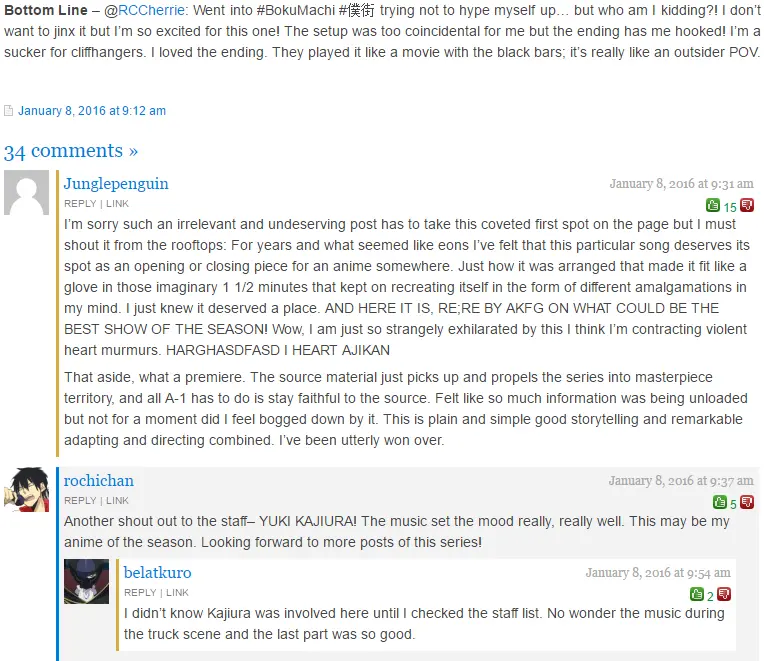 Bottom Line – @RCCherrie: Went into #BokuMachi #僕街 trying not to hype myself up… but who am I kidding?! I don’t
want to jinx it but I’m so excited for this one! The setup was too coincidental for me but the ending has me hooked! I’m a
sucker for cliffhangers. I loved the ending. They played it like a movie with the black bars; it’s really like an outsider POV.
January 8, 2016 at 9:12 am
34 comments »
Junglepenguin January 8, 2016 at 9:31 am
REPLY | LINK 15
I’m sorry such an irrelevant and undeserving post has to take this coveted first spot on the page but I must
shout it from the rooftops: For years and what seemed like eons I’ve felt that this particular song deserves its
spot as an opening or closing piece for an anime somewhere. Just how it was arranged that made it fit like a
glove in those imaginary 1 1/2 minutes that kept on recreating itself in the form of different amalgamations in
my mind. I just knew it deserved a place. AND HERE IT IS, RE;RE BY AKFG ON WHAT COULD BE THE
BEST SHOW OF THE SEASON! Wow, I am just so strangely exhilarated by this I think I’m contracting violent
heart murmurs. HARGHASDFASD I HEART AJIKAN
That aside, what a premiere. The source material just picks up and propels the series into masterpiece
territory, and all A-1 has to do is stay faithful to the source. Felt like so much information was being unloaded
but not for a moment did I feel bogged down by it. This is plain and simple good storytelling and remarkable
adapting and directing combined. I’ve been utterly won over.
rochichan January 8, 2016 at 9:37 am
REPLY | LINK 5
Another shout out to the staff– YUKI KAJIURA! The music set the mood really, really well. This may be my
anime of the season. Looking forward to more posts of this series!
belatkuro January 8, 2016 at 9:54 am
REPLY | LINK 2
I didn’t know Kajiura was involved here until I checked the staff list. No wonder the music during
the truck scene and the last part was so good.